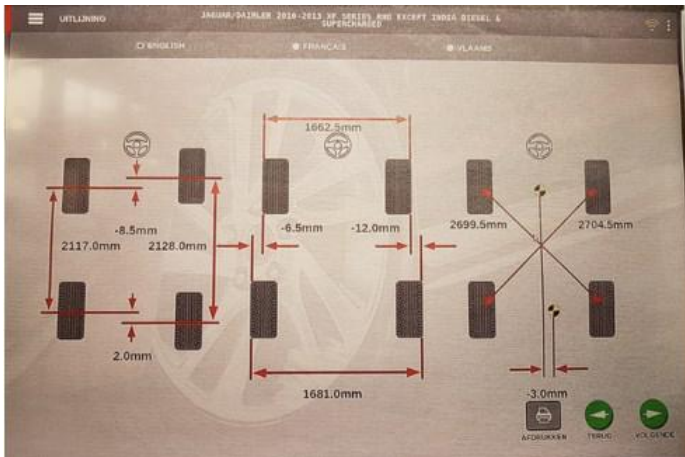 UITLIJNING
JAGUAR/DAIMLER 2010-2013 XF SERIES RHD EXCEPT INDIA DIESEL &
SUPERCHARGED
ENGLISH
FRANÇAIS
VLAAMS
1662.5mm
-8.5mm
2117.0mm
2128.0mm
2.0mm
-6.5mm
-12.0mm
1681.0mm
2699.5mm
2704.5mm
-3.0mm
AFDRUKKEN
TERUG
VOLGENDE